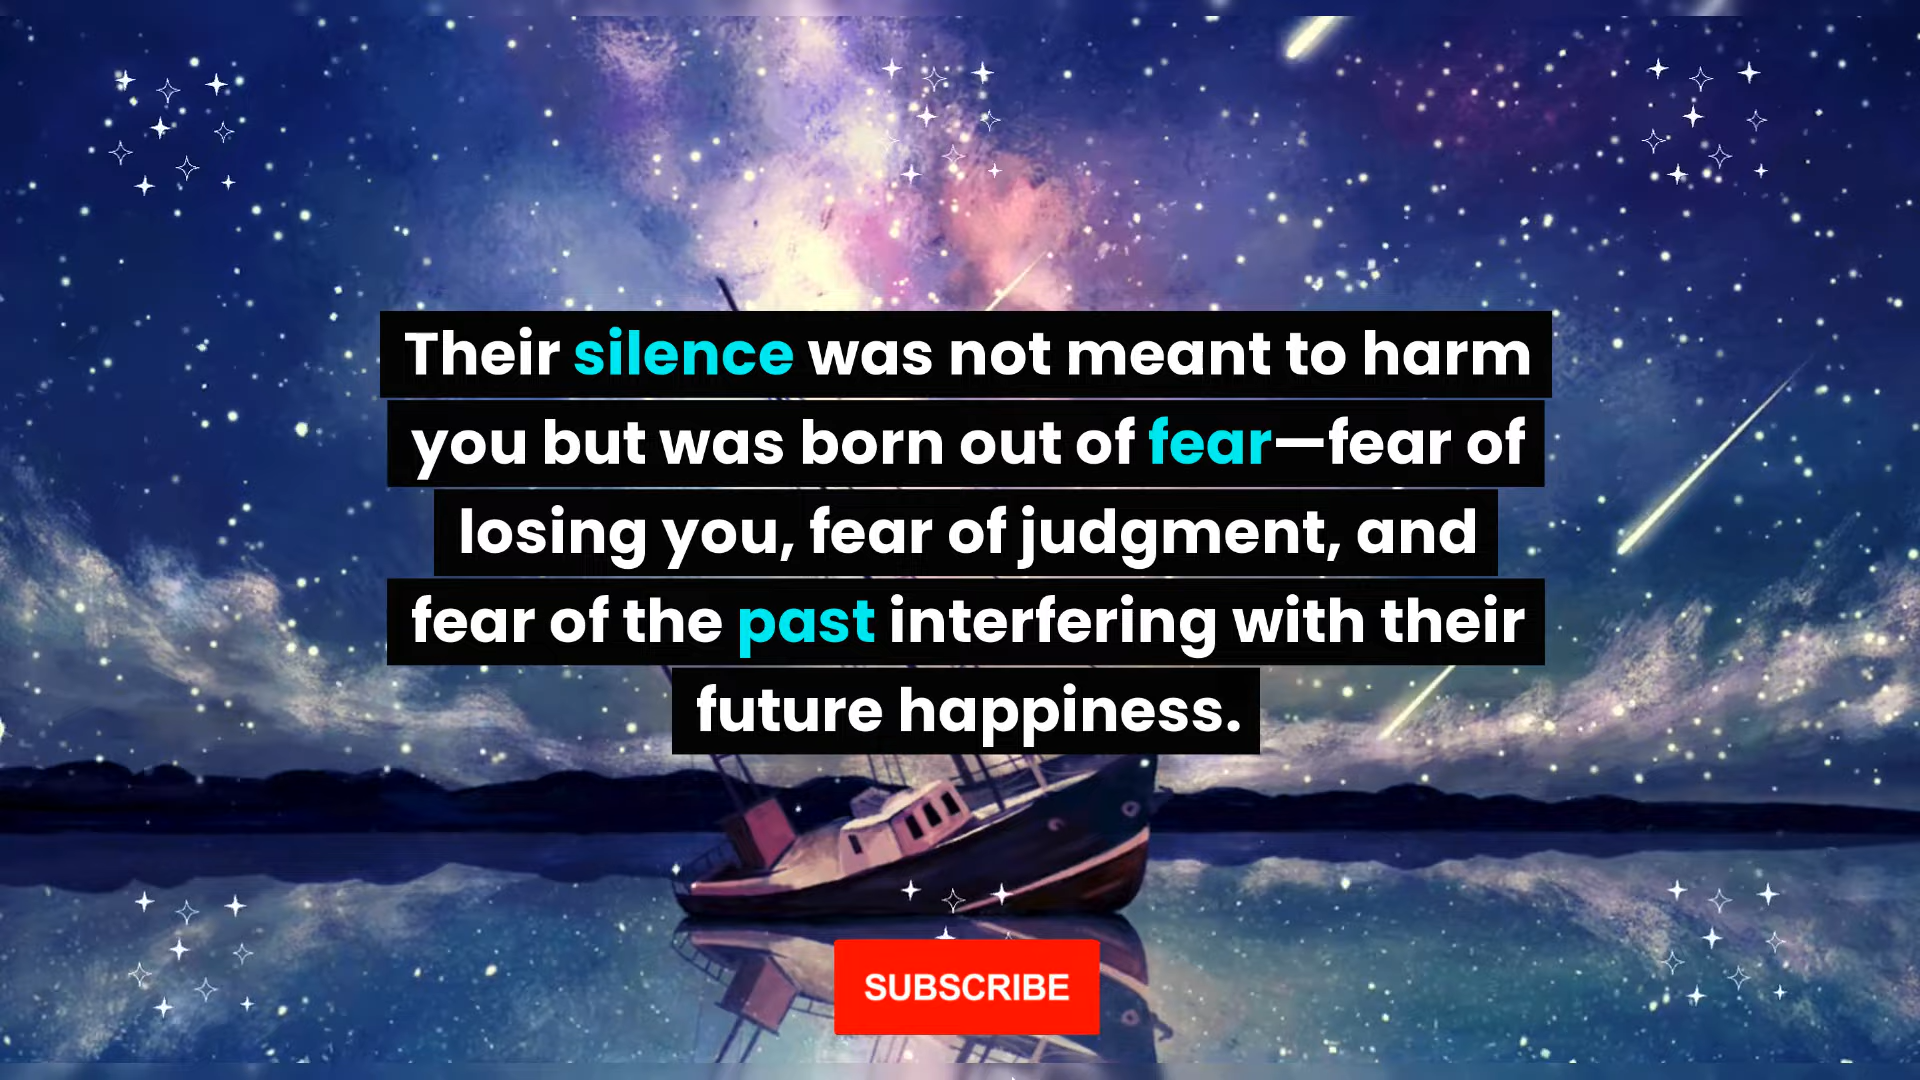 Their silence was not meant to harm
you but was born out of fear—fear of
losing you, fear of judgment, and
fear of the past interfering with their
future happiness.
SUBSCRIBE